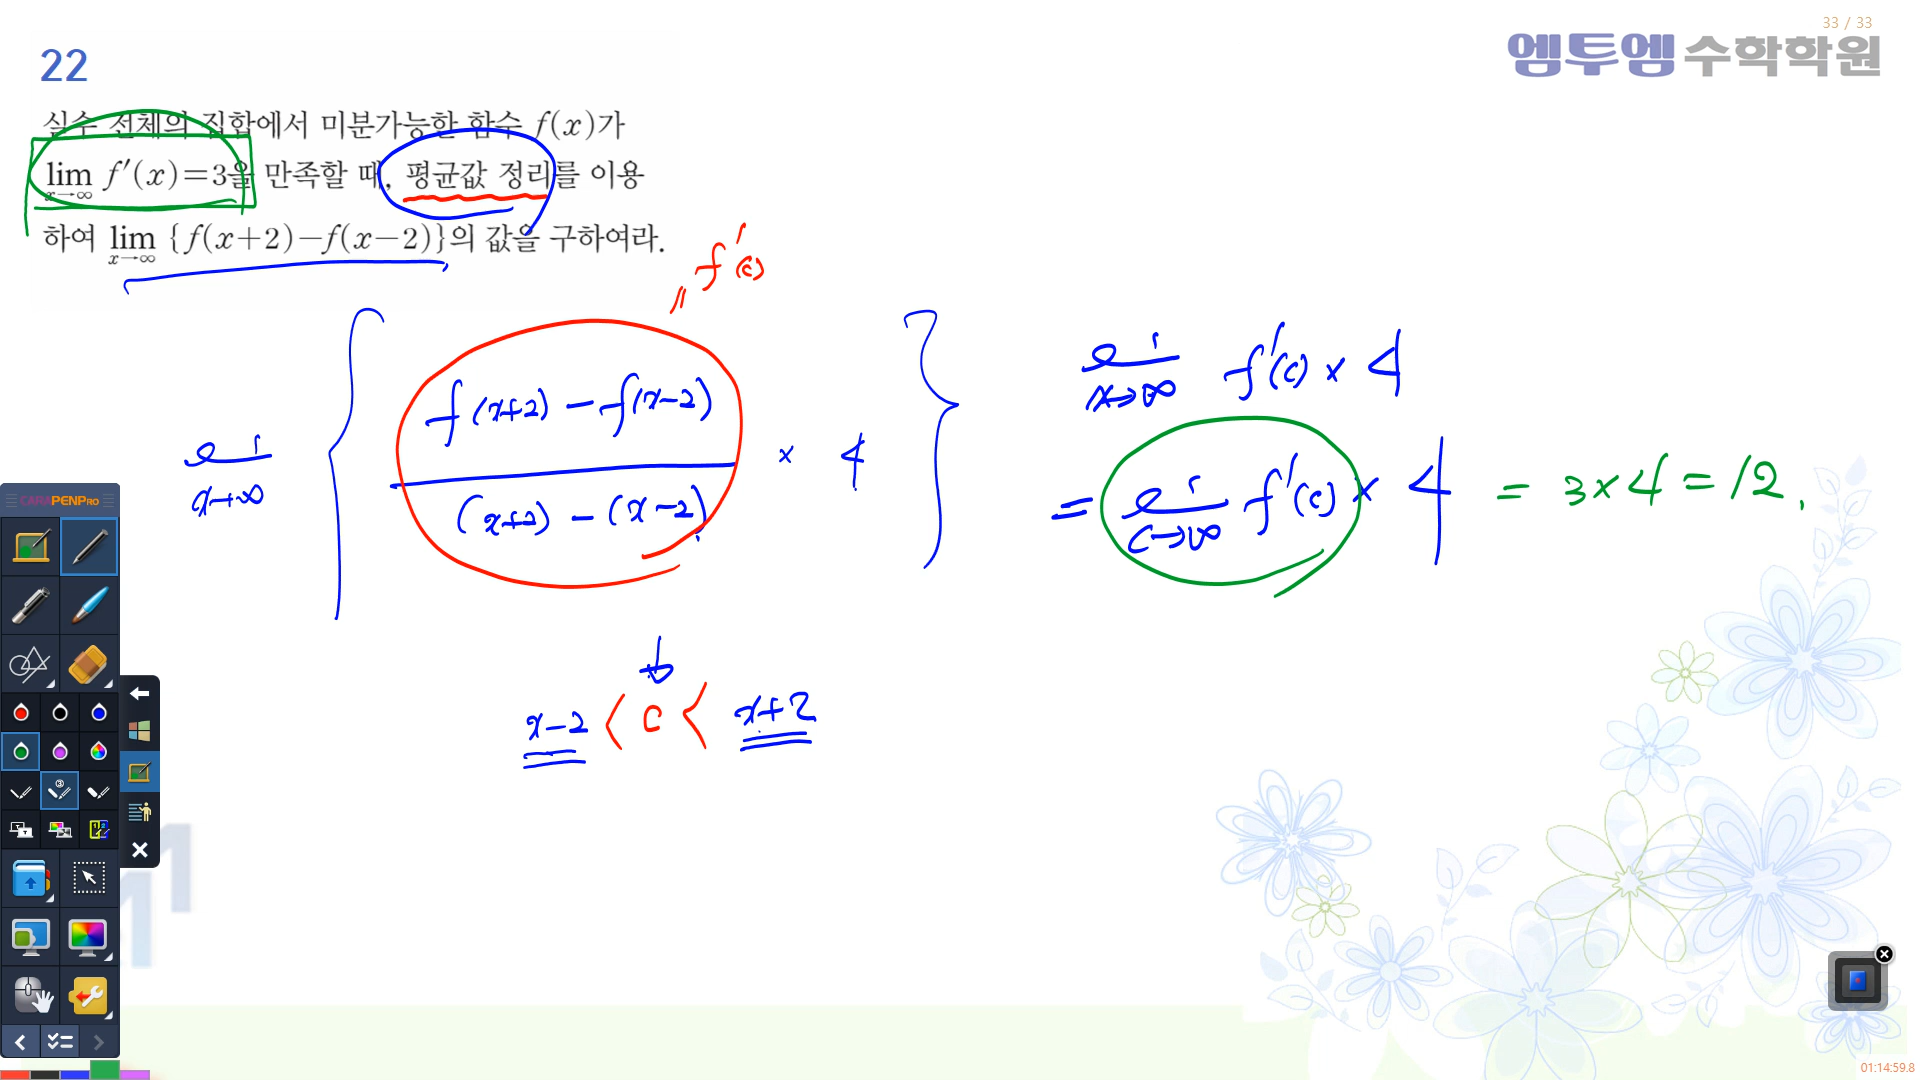 33 / 33
엠투엠 수학학원
22
실수 전체의 집합에서 미분가능한 함수 f(x)가
lim f′(x)=3을 만족할 때, 평균값 정리를 이용
x→∞
하여 lim {f(x+2)−f(x−2)}의 값을 구하여라.
x→∞
f′(c)
〃
lim { f(x+2) − f(x−2) × 4 }
x→∞ (x+2) − (x−2)
lim f′(c) × 4
x→∞
= lim f′(c) × 4 = 3×4 = 12.
c→∞
x−2 < c < x+2
CARAPENPRO
01:14:59.8